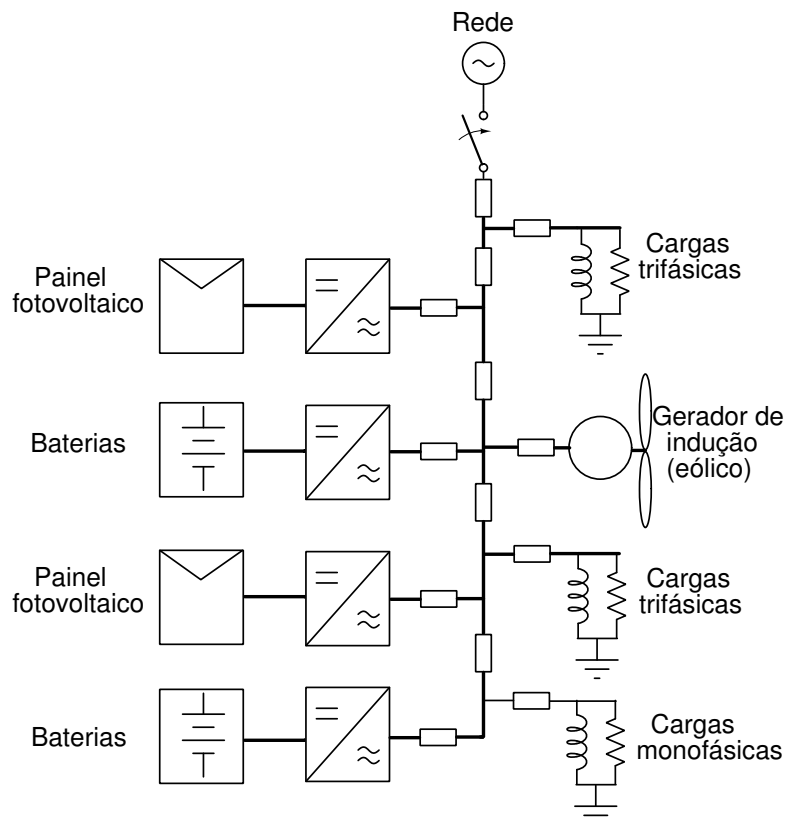 Rede
Cargas
trifásicas
Painel
fotovoltaico
Baterias
Gerador de
indução
(eólico)
Painel
fotovoltaico
Cargas
trifásicas
Baterias
Cargas
monofásicas